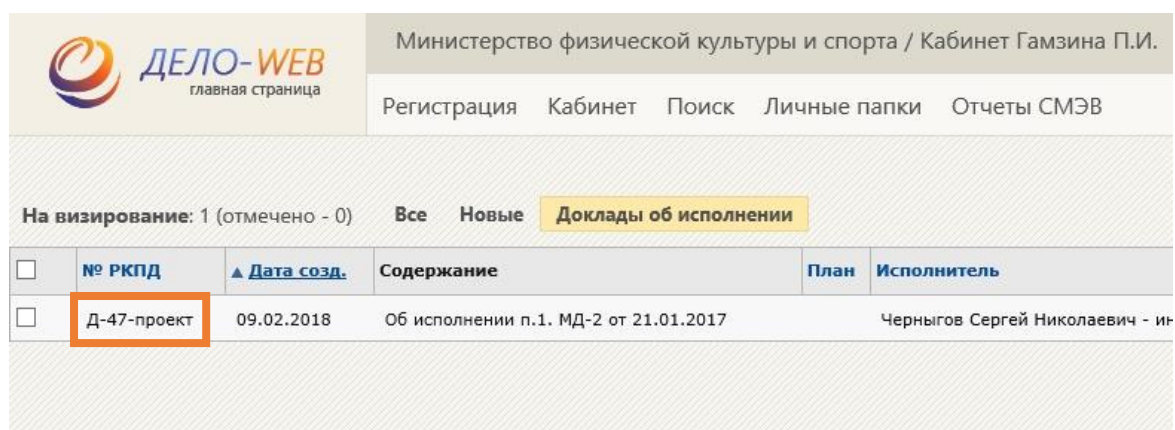 ДЕЛО-WEB
главная страница
Министерство физической культуры и спорта / Кабинет Гамзина П.И.
Регистрация Кабинет Поиск Личные папки Отчеты СМЭВ
На визирование: 1 (отмечено - 0) Все Новые Доклады об исполнении
№ РКПД ▲ Дата созд. Содержание План Исполнитель
Д-47-проект 09.02.2018 Об исполнении п.1. МД-2 от 21.01.2017 Черныгов Сергей Николаевич - ин